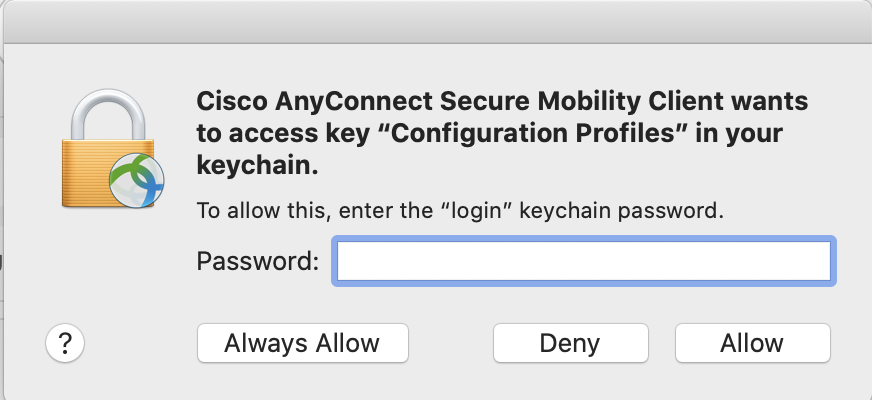 Cisco AnyConnect Secure Mobility Client wants
to access key “Configuration Profiles” in your
keychain.
To allow this, enter the “login” keychain password.
Password:
?
Always Allow
Deny
Allow